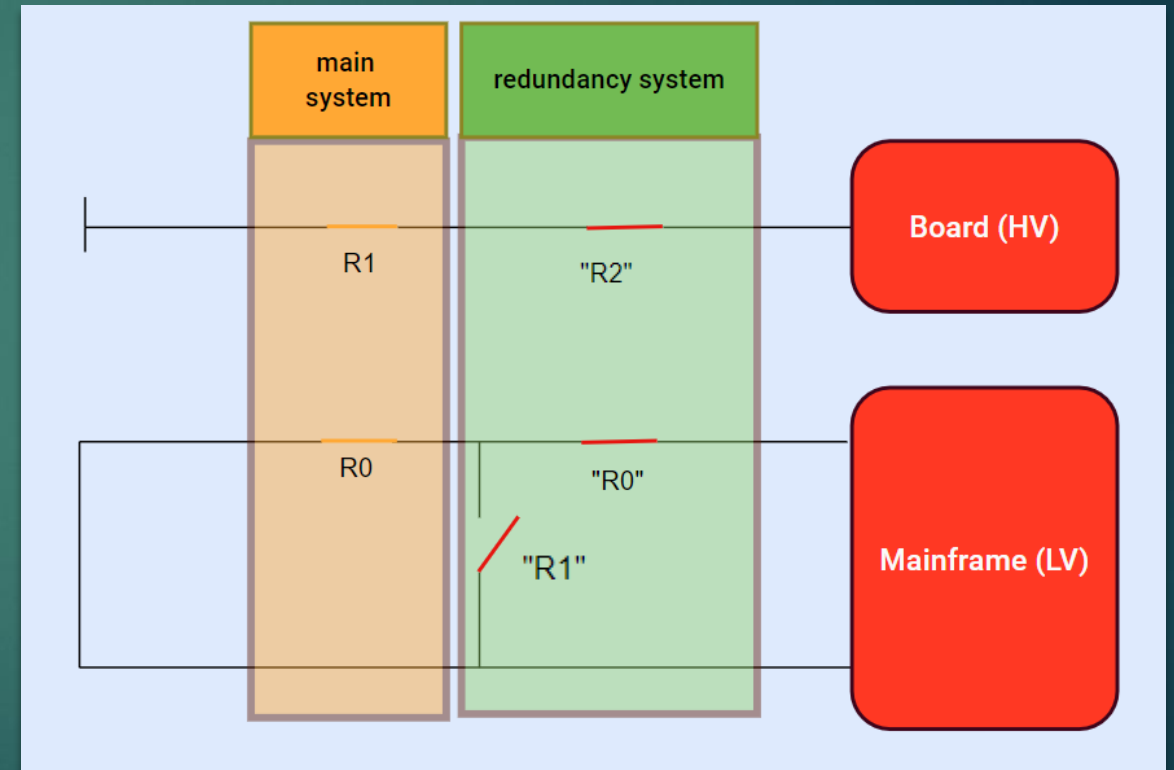 main
system
redundancy system
Board (HV)
R1
"R2"
R0
"R0"
"R1"
Mainframe (LV)